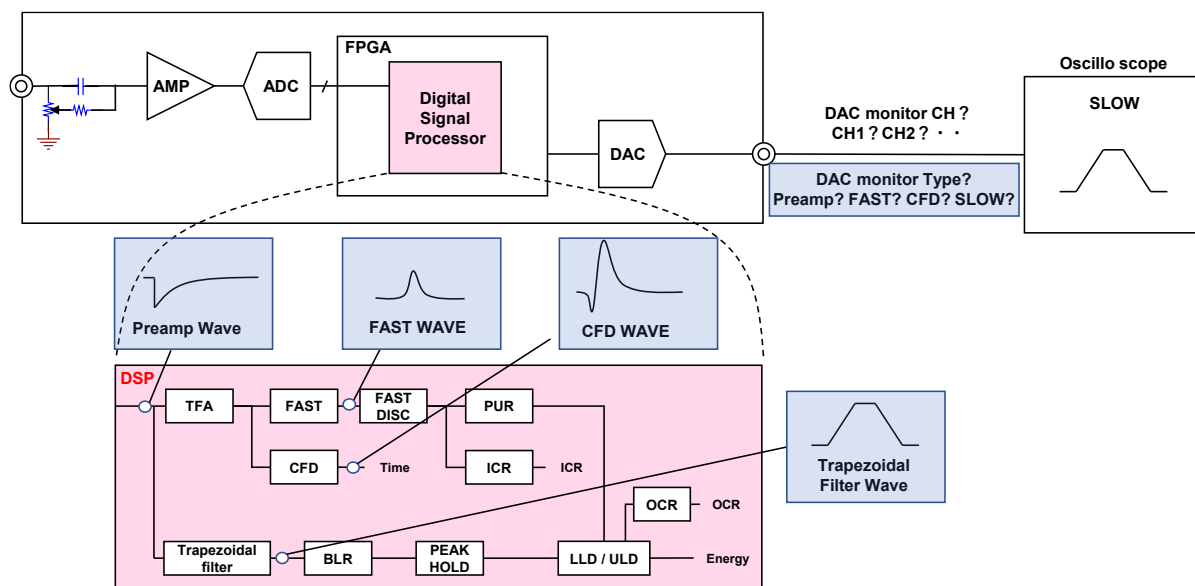 FPGA
AMP
ADC
Digital
Signal
Processor
DAC
DAC monitor CH ?
CH1 ? CH2 ? ・ ・
DAC monitor Type?
Preamp? FAST? CFD? SLOW?
Oscillo scope
SLOW
Preamp Wave
FAST WAVE
CFD WAVE
DSP
TFA
FAST
FAST
DISC
PUR
CFD
Time
ICR
ICR
Trapezoidal
Filter Wave
OCR
OCR
Trapezoidal
filter
BLR
PEAK
HOLD
LLD / ULD
Energy